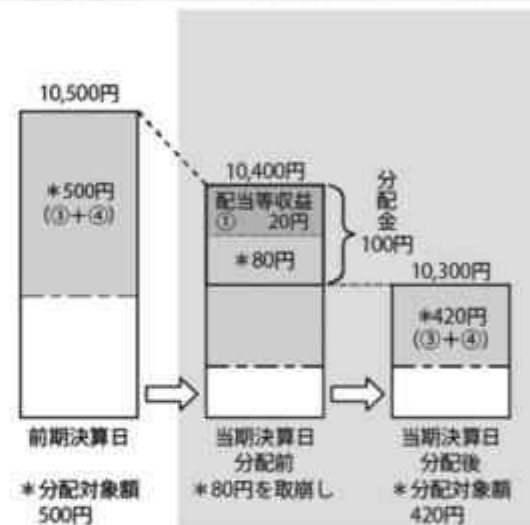 10,500円
*500円
(③+④)
10,400円
配当等収益
① 20円
*80円
分配金
100円
10,300円
*420円
(③+④)
前期決算日
*分配対象額
500円
当期決算日
分配前
*80円を取崩し
当期決算日
分配後
*分配対象額
420円